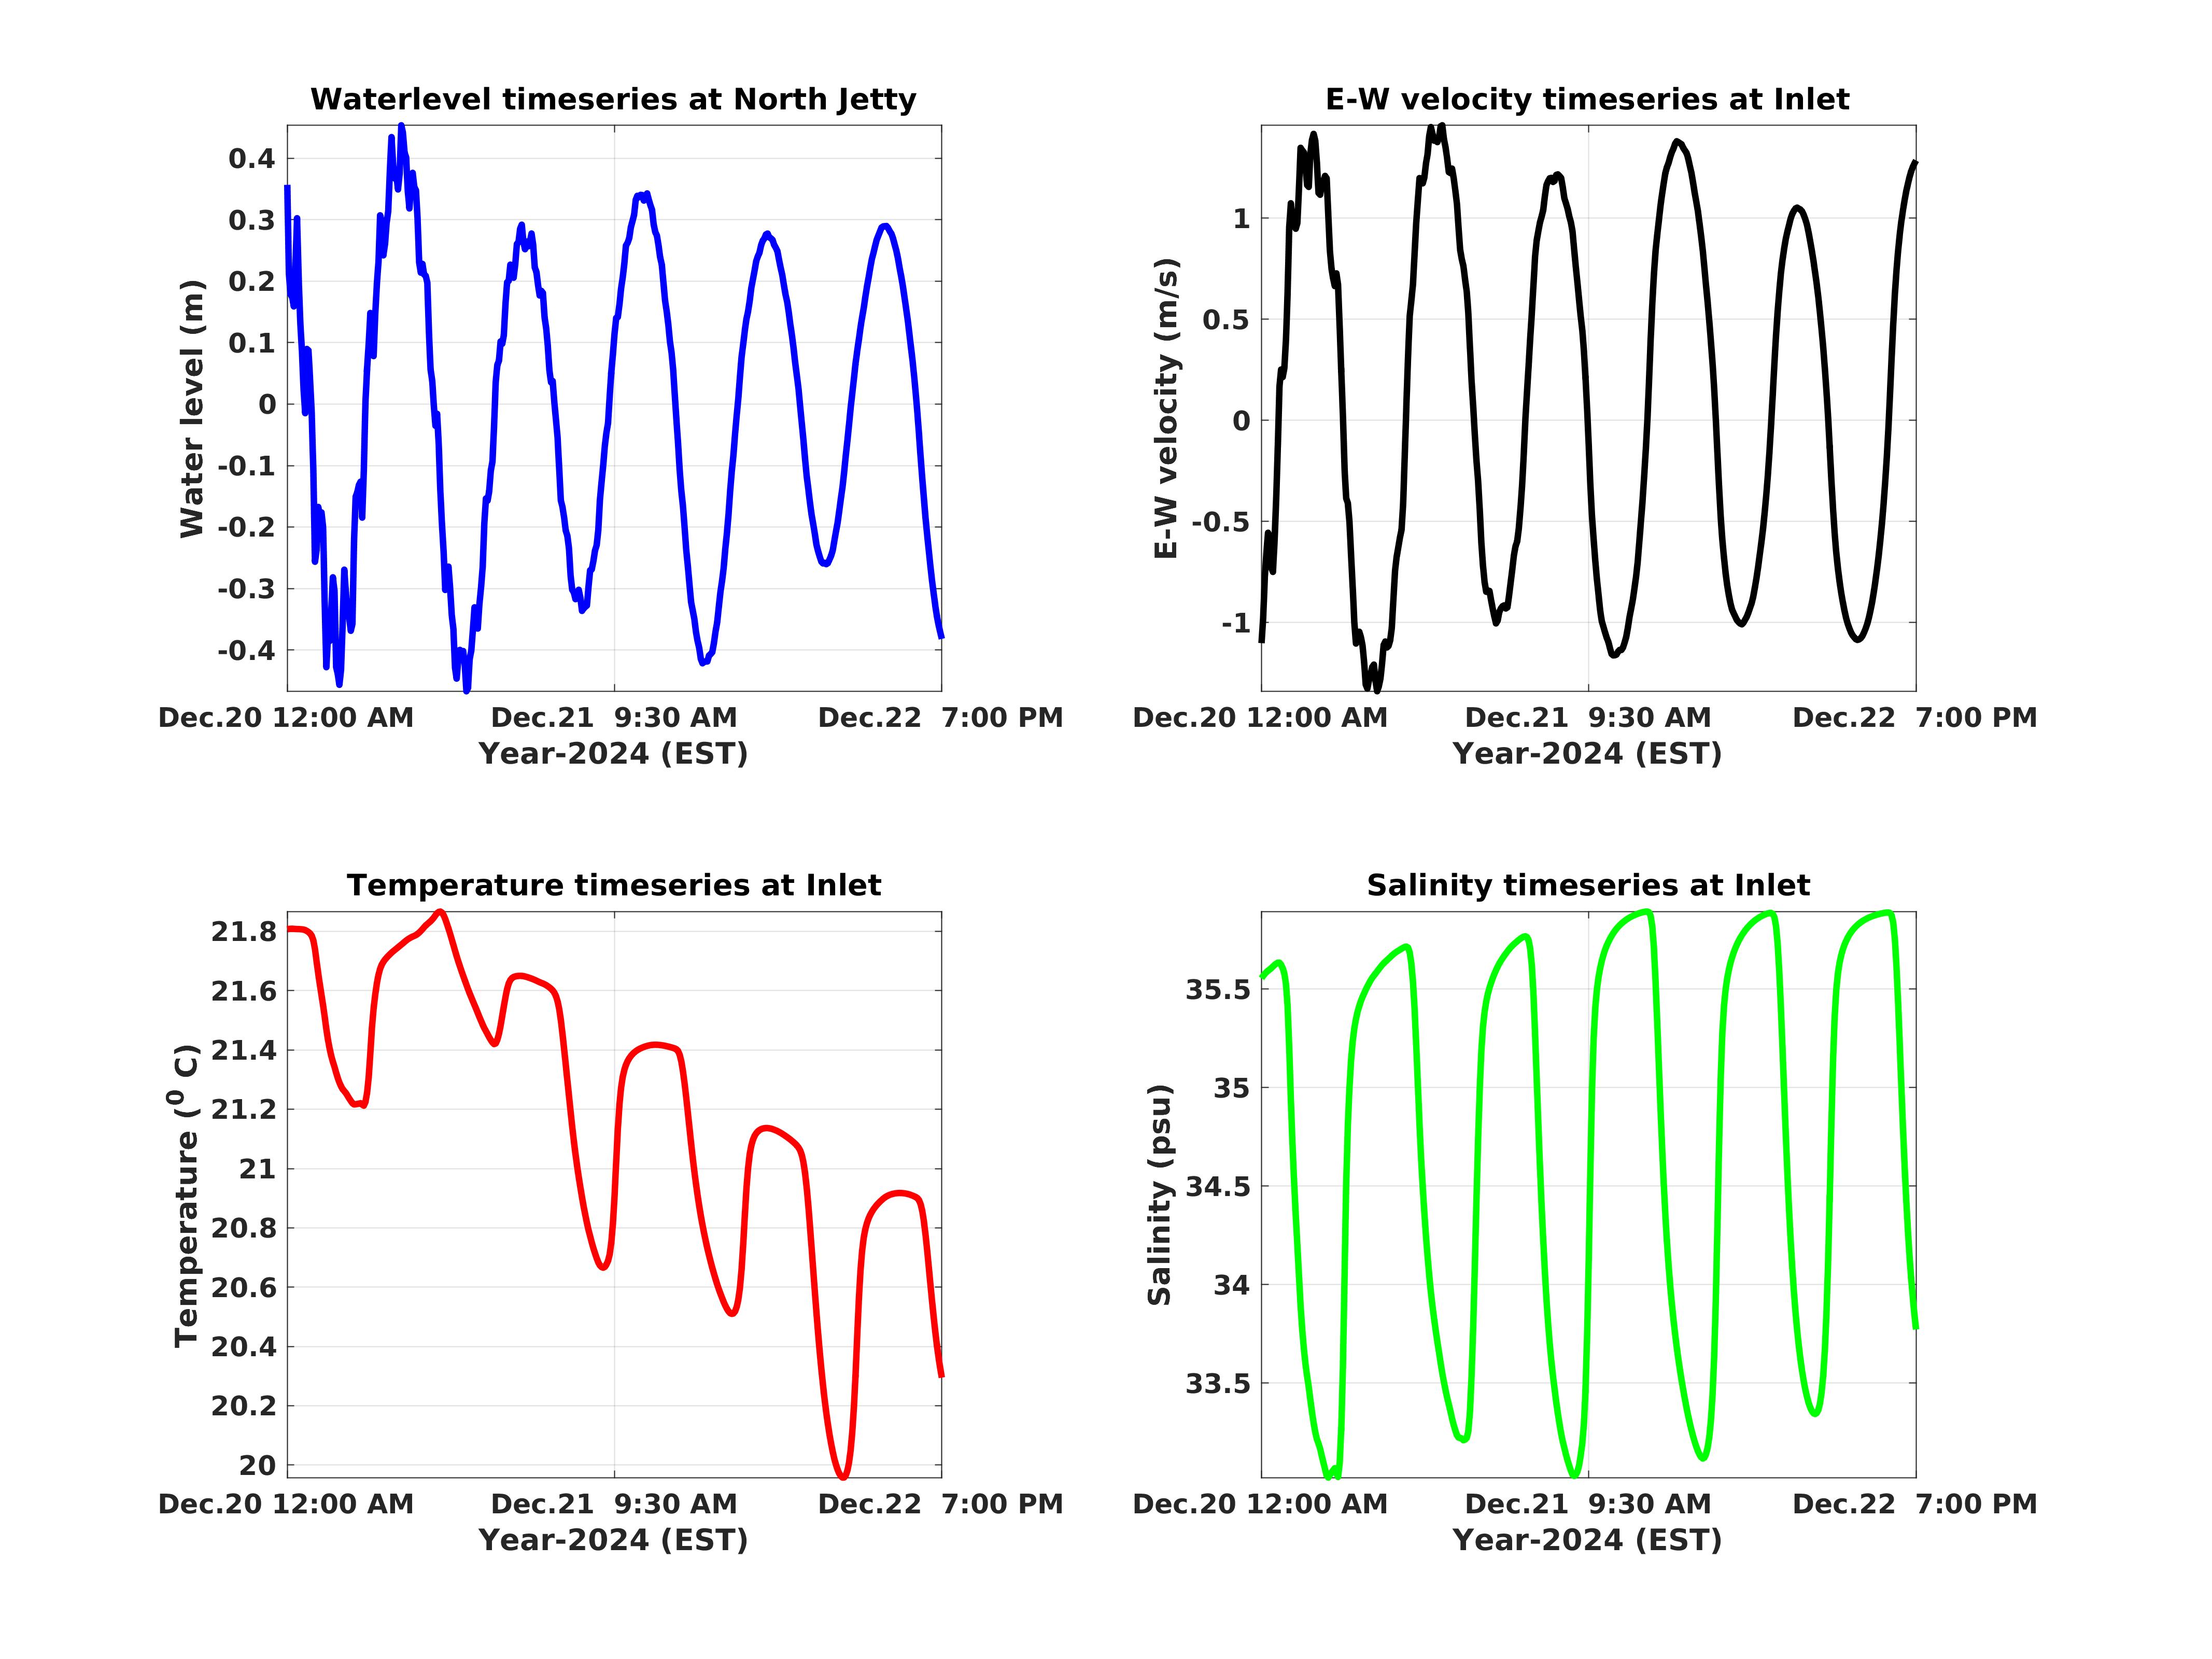 Waterlevel timeseries at North Jetty
0.4
0.3
0.2
0.1
0
-0.1
-0.2
-0.3
-0.4
Water level (m)
Dec.20 12:00 AM Dec.21 9:30 AM Dec.22 7:00 PM
Year-2024 (EST)
E-W velocity timeseries at Inlet
1
0.5
0
-0.5
-1
E-W velocity (m/s)
Dec.20 12:00 AM Dec.21 9:30 AM Dec.22 7:00 PM
Year-2024 (EST)
Temperature timeseries at Inlet
21.8
21.6
21.4
21.2
21
20.8
20.6
20.4
20.2
20
Temperature (⁰ C)
Dec.20 12:00 AM Dec.21 9:30 AM Dec.22 7:00 PM
Year-2024 (EST)
Salinity timeseries at Inlet
35.5
35
34.5
34
33.5
Salinity (psu)
Dec.20 12:00 AM Dec.21 9:30 AM Dec.22 7:00 PM
Year-2024 (EST)